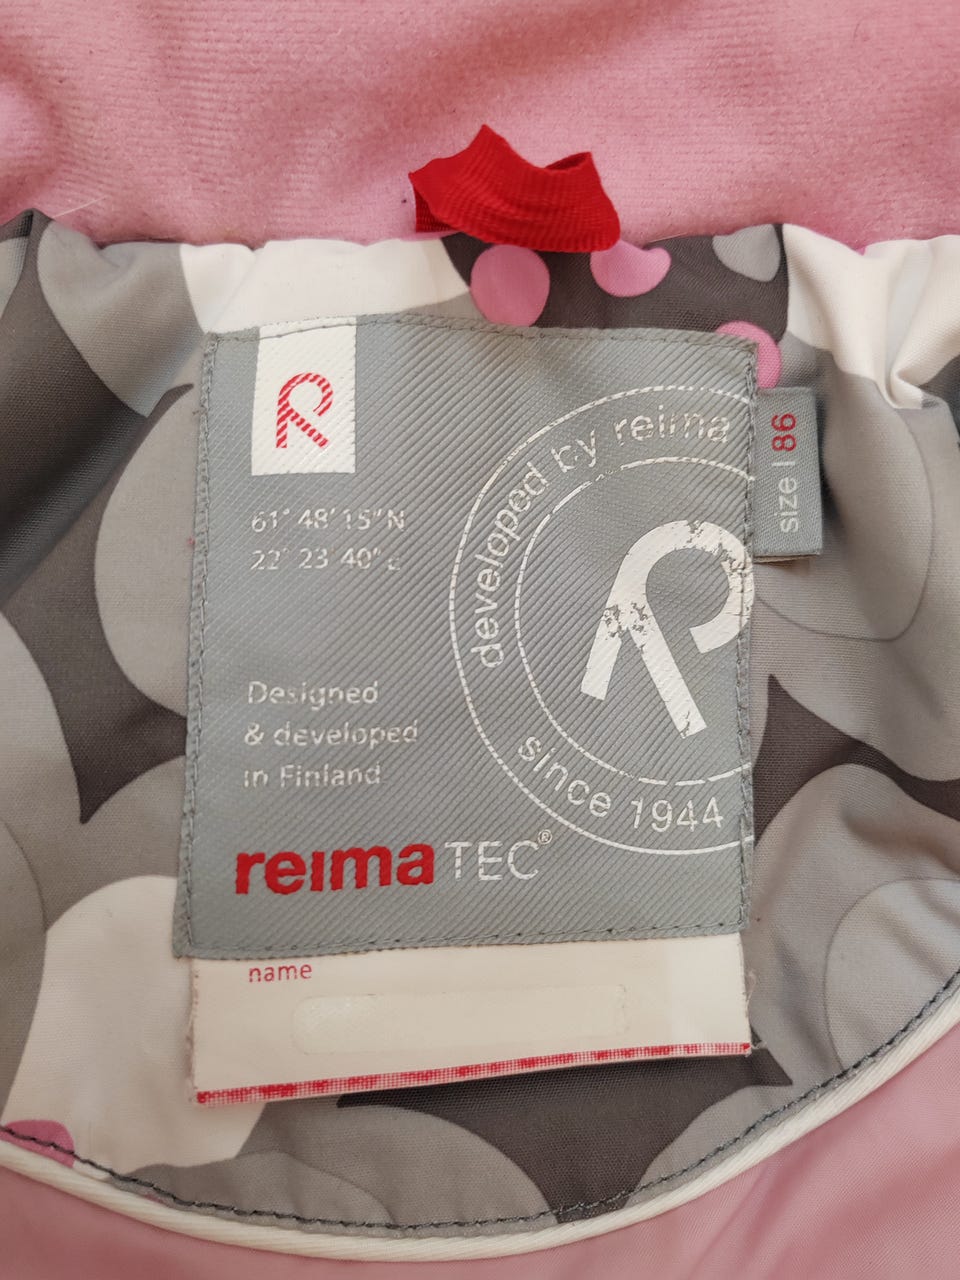 R
61° 48' 15" N
22° 23' 40" E
developed by reima
since 1944
size | 86
Designed
& developed
in Finland
reima TEC®
name